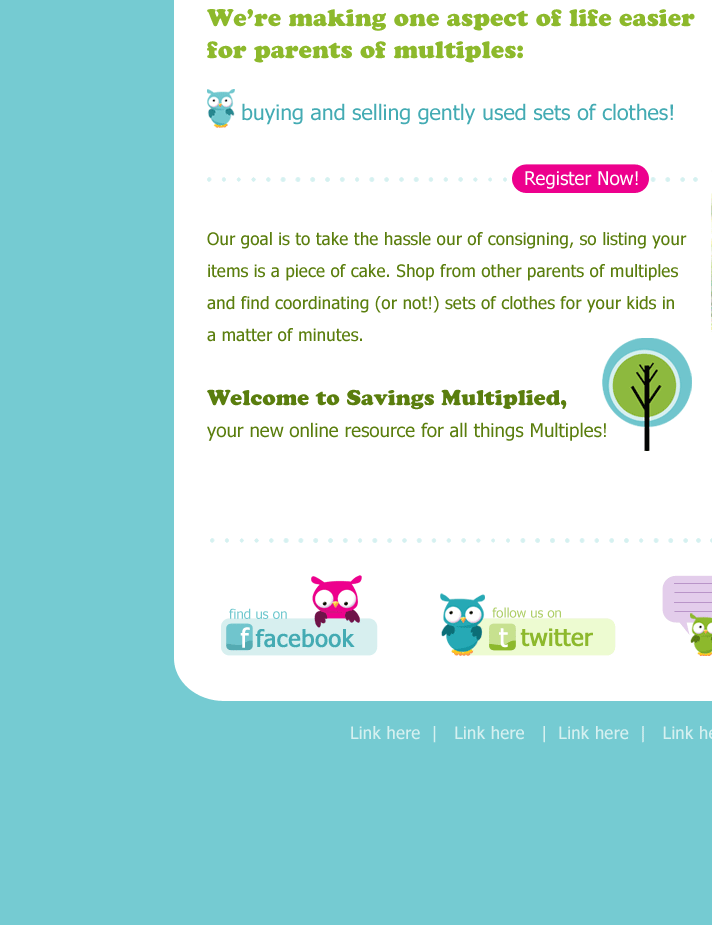 We're making one aspect of life easier
for parents of multiples:
buying and selling gently used sets of clothes!
Register Now!
Our goal is to take the hassle our of consigning, so listing your
items is a piece of cake. Shop from other parents of multiples
and find coordinating (or not!) sets of clothes for your kids in
a matter of minutes.
Welcome to Savings Multiplied,
your new online resource for all things Multiples!
find us on
f facebook
follow us on
t twitter
Link here | Link here | Link here | Link he